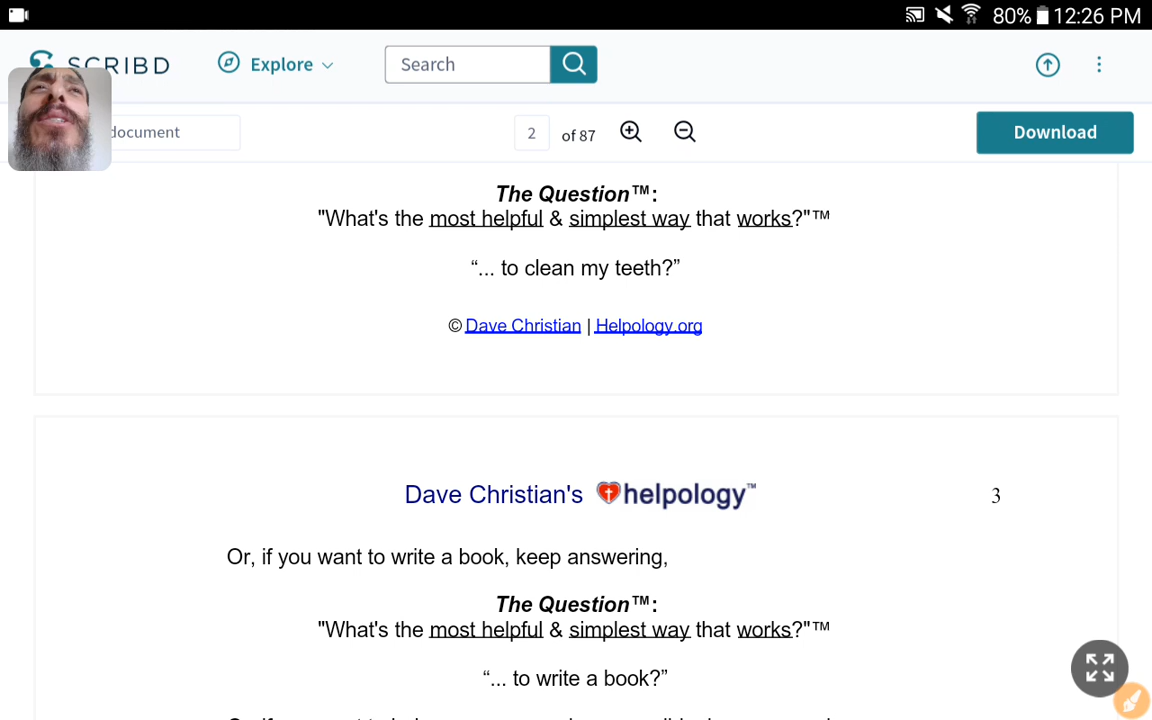 80% 12:26 PM
SCRIBD Explore Search
document 2 of 87 Download
The Question™:
"What's the most helpful & simplest way that works?"™
“... to clean my teeth?”
© Dave Christian | Helpology.org
Dave Christian's helpology™ 3
Or, if you want to write a book, keep answering,
The Question™:
"What's the most helpful & simplest way that works?"™
“... to write a book?”